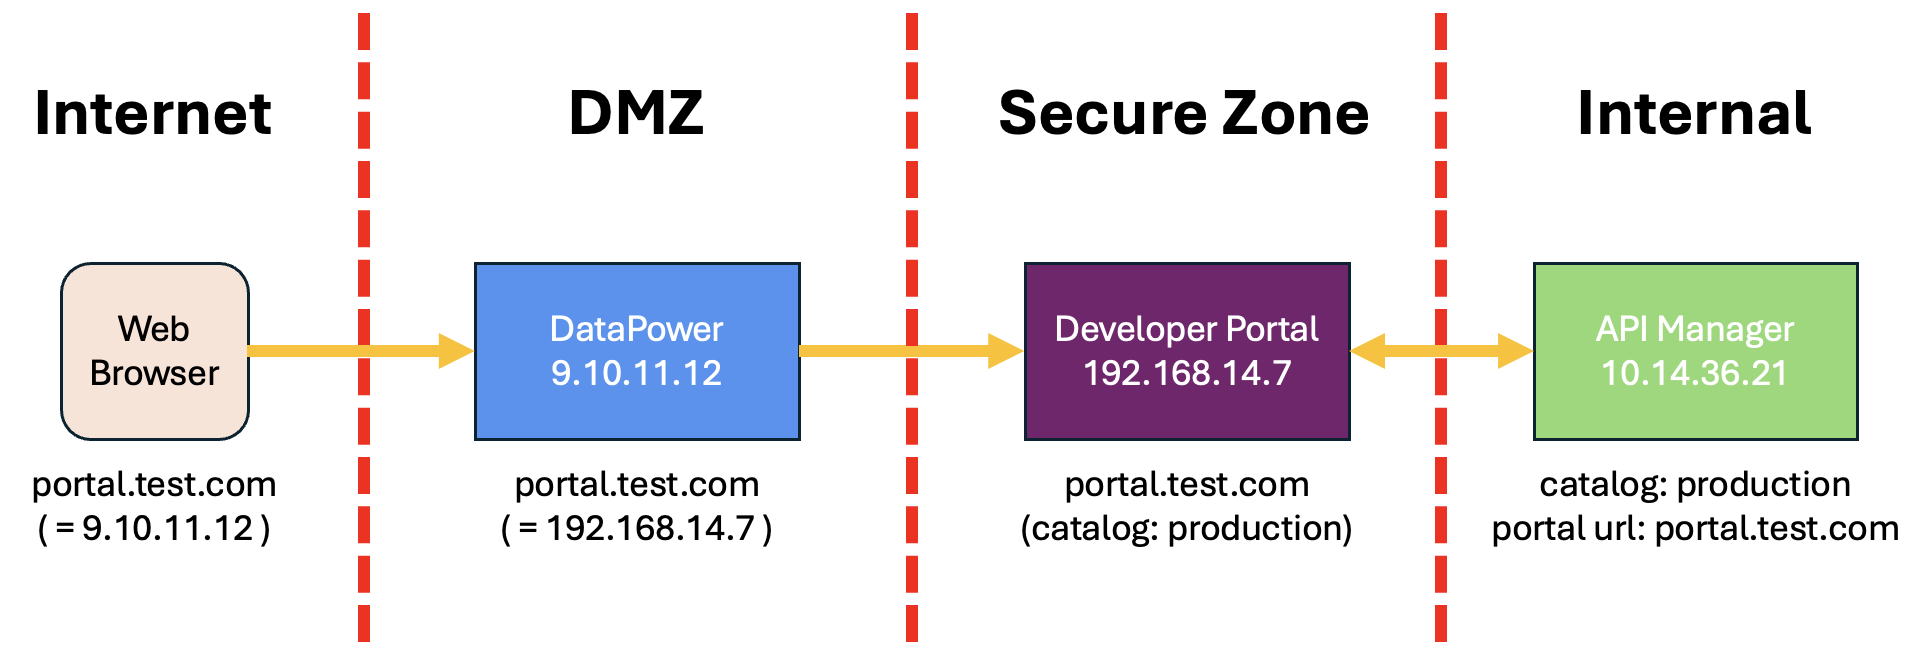 Internet
DMZ
Secure Zone
Internal
Web
Browser
DataPower
9.10.11.12
Developer Portal
192.168.14.7
API Manager
10.14.36.21
portal.test.com
( = 9.10.11.12 )
portal.test.com
( = 192.168.14.7 )
portal.test.com
(catalog: production)
catalog: production
portal url: portal.test.com